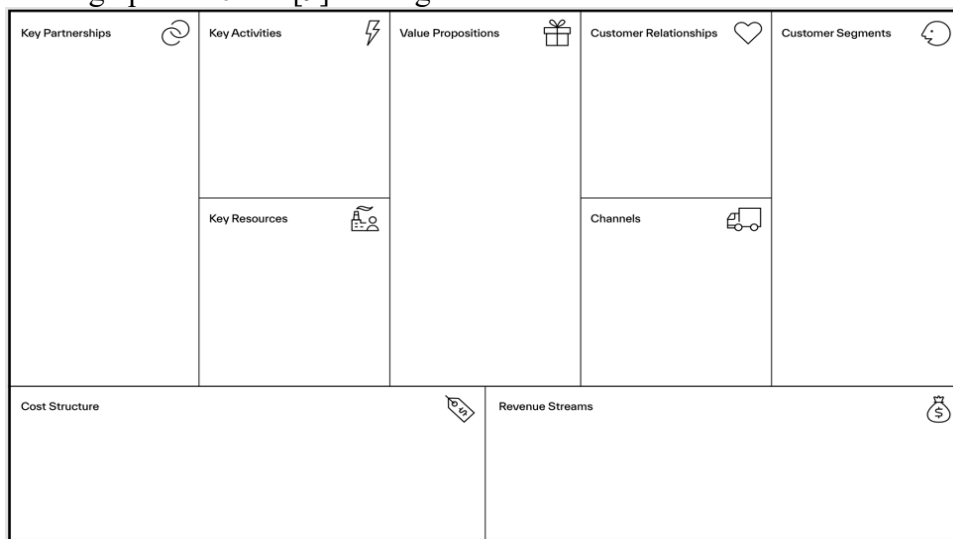 Key Partnerships
Key Activities
Value Propositions
Customer Relationships
Customer Segments
Key Resources
Channels
Cost Structure
Revenue Streams